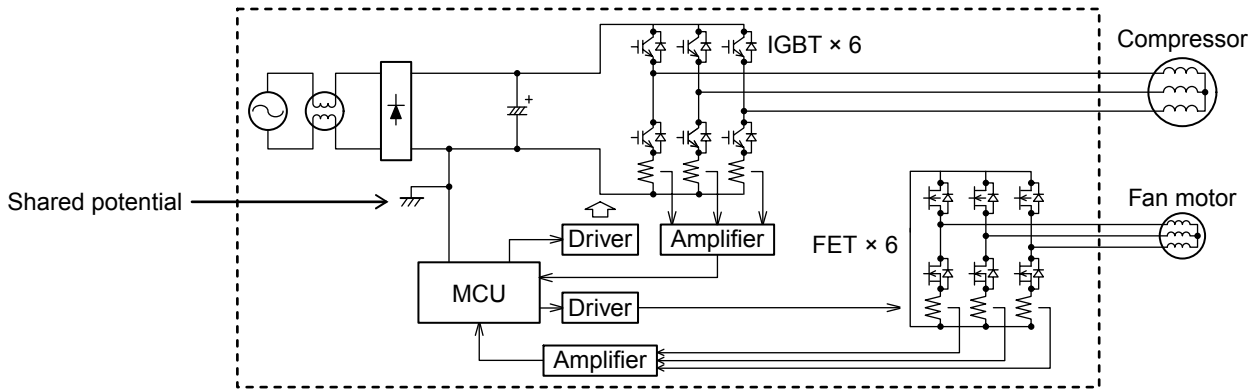 IGBT × 6
Compressor
Shared potential
Fan motor
Driver
Amplifier
FET × 6
MCU
Driver
Amplifier
+